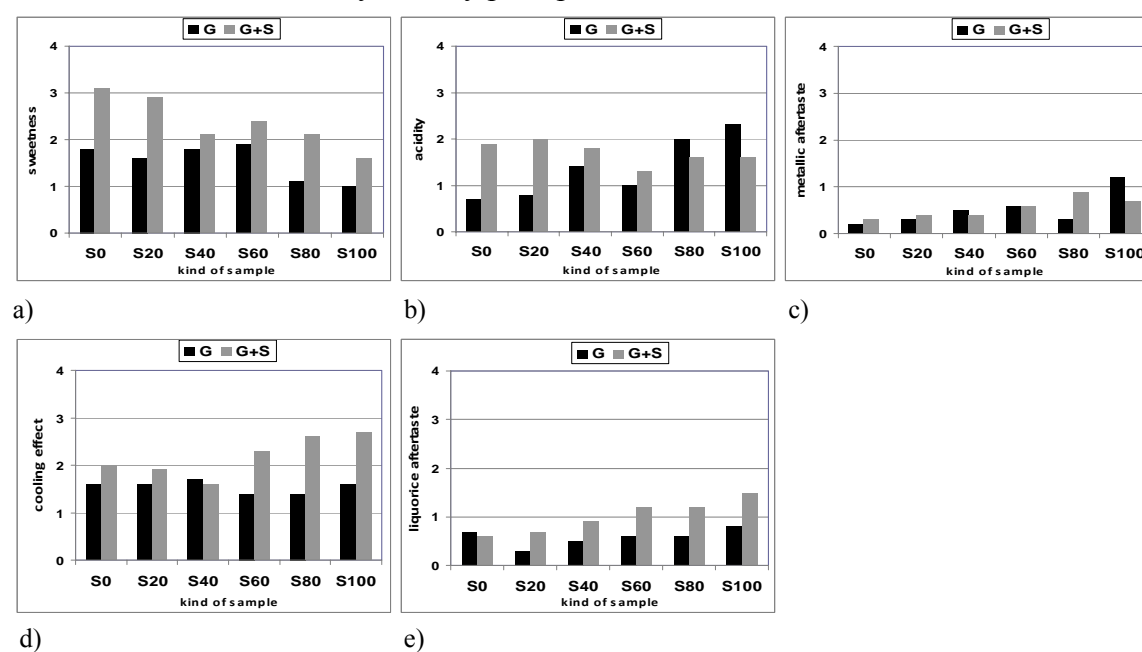 G G+S
4
3
2
1
0
sweetness
S0 S20 S40 S60 S80 S100
kind of sample
a)
G G+S
4
3
2
1
0
acidity
S0 S20 S40 S60 S80 S100
kind of sample
b)
G G+S
4
3
2
1
0
metallic aftertaste
S0 S20 S40 S60 S80 S100
kind of sample
c)
G G+S
4
3
2
1
0
cooling effect
S0 S20 S40 S60 S80 S100
kind of sample
d)
G G+S
4
3
2
1
0
liquorice aftertaste
S0 S20 S40 S60 S80 S100
kind of sample
e)